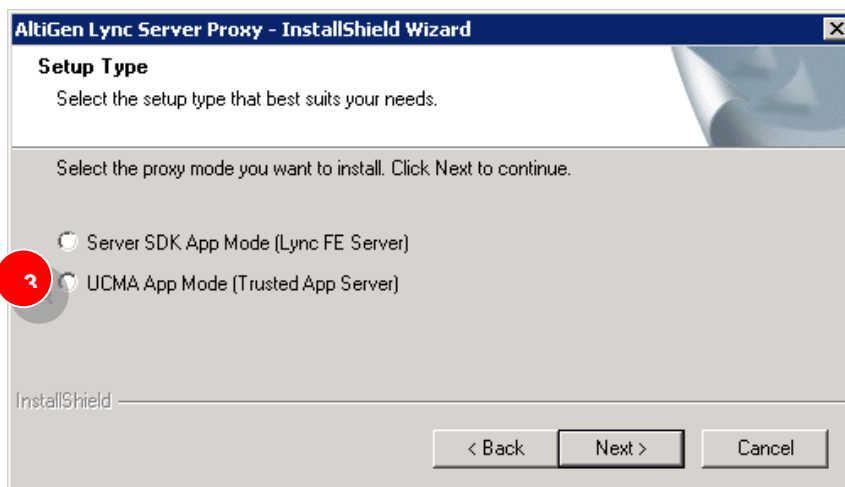 AltiGen Lync Server Proxy - InstallShield Wizard
Setup Type
Select the setup type that best suits your needs.
Select the proxy mode you want to install. Click Next to continue.
Server SDK App Mode (Lync FE Server)
3
UCMA App Mode (Trusted App Server)
InstallShield
< Back
Next >
Cancel